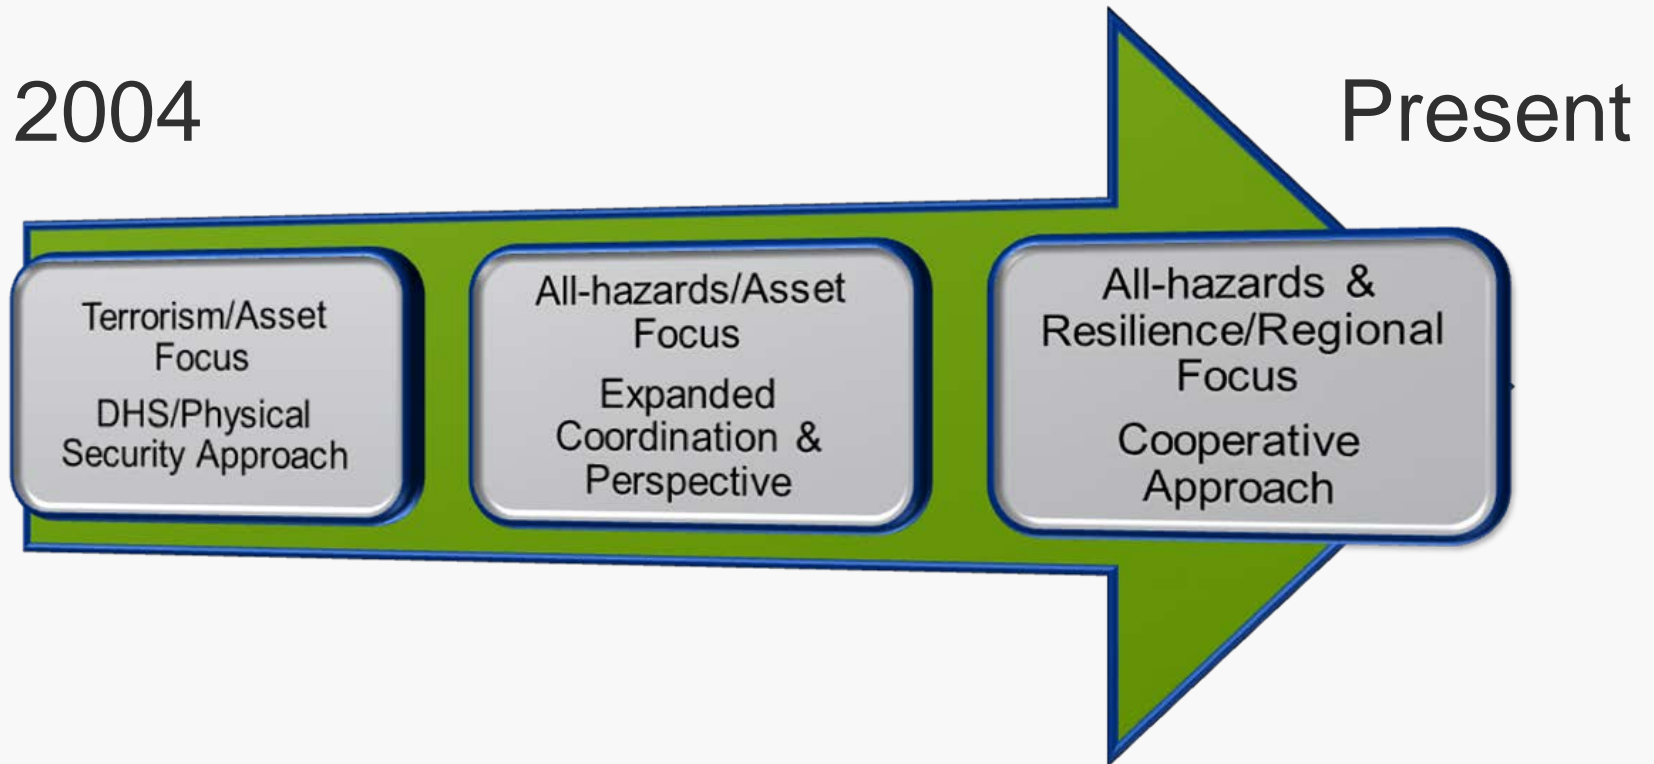 2004
Present
Terrorism/Asset
Focus
DHS/Physical
Security Approach
All-hazards/Asset
Focus
Expanded
Coordination &
Perspective
All-hazards &
Resilience/Regional
Focus
Cooperative
Approach